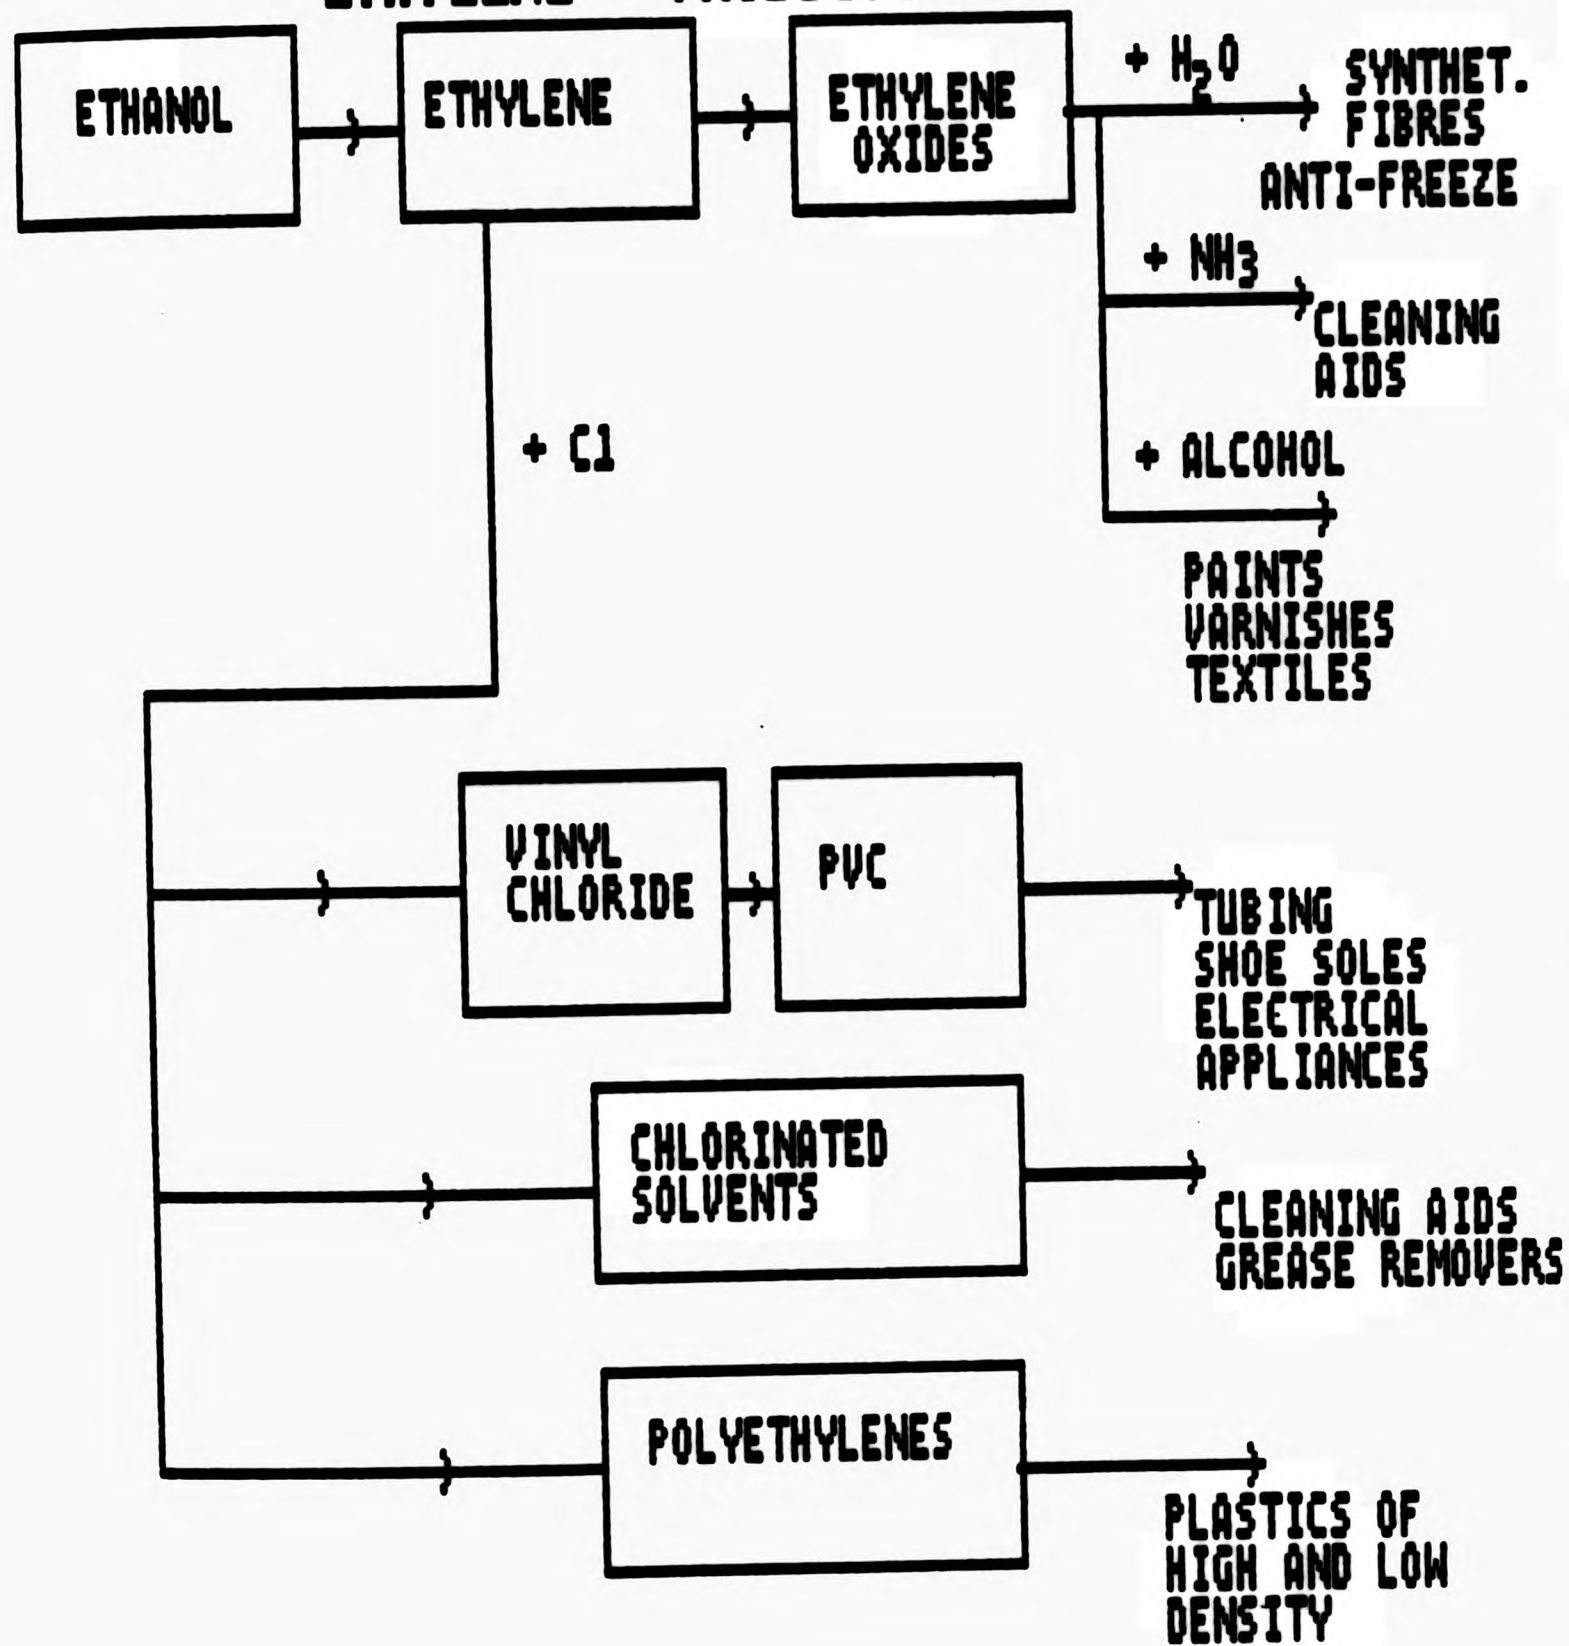 ETHANOL
ETHYLENE
ETHYLENE
OXIDES
+ H2O
SYNTHET.
FIBRES
ANTI-FREEZE
+ NH3
CLEANING
AIDS
+ Cl
+ ALCOHOL
PAINTS
VARNISHES
TEXTILES
VINYL
CHLORIDE
PVC
TUBING
SHOE SOLES
ELECTRICAL
APPLIANCES
CHLORINATED
SOLVENTS
CLEANING AIDS
GREASE REMOVERS
POLYETHYLENES
PLASTICS OF
HIGH AND LOW
DENSITY